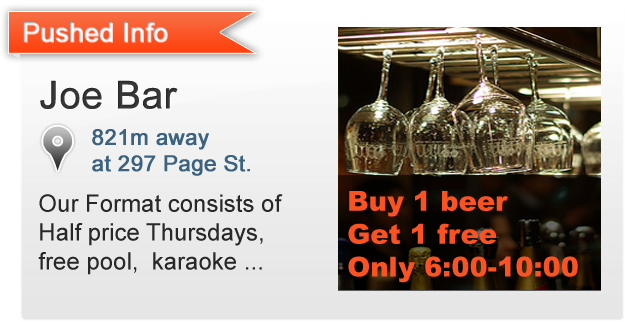 Pushed Info
Joe Bar
821m away
at 297 Page St.
Our Format consists of
Half price Thursdays,
free pool,  karaoke ...
Buy 1 beer
Get 1 free
Only 6:00-10:00